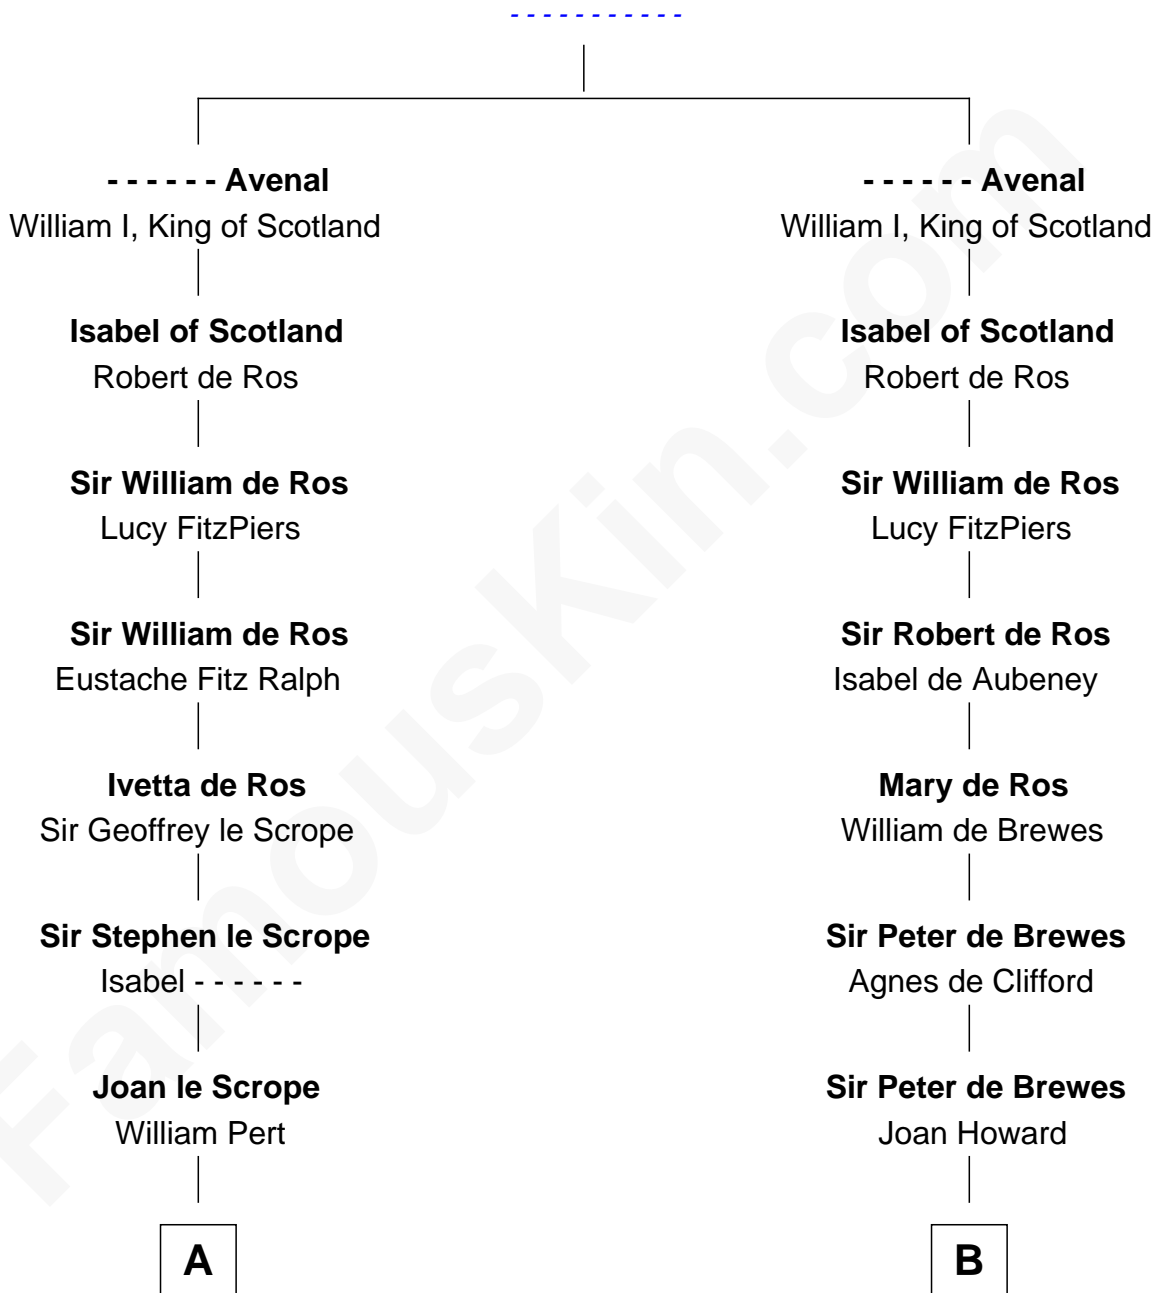 - - - - - - - - - - -
- - - - - - Avenal
William I, King of Scotland
Isabel of Scotland
Robert de Ros
Sir William de Ros
Lucy FitzPiers
Sir William de Ros
Eustache Fitz Ralph
Ivetta de Ros
Sir Geoffrey le Scrope
Sir Stephen le Scrope
Isabel - - - - - -
Joan le Scrope
William Pert
A
- - - - - - Avenal
William I, King of Scotland
Isabel of Scotland
Robert de Ros
Sir William de Ros
Lucy FitzPiers
Sir Robert de Ros
Isabel de Aubeney
Mary de Ros
William de Brewes
Sir Peter de Brewes
Agnes de Clifford
Sir Peter de Brewes
Joan Howard
B
FamousKin.com